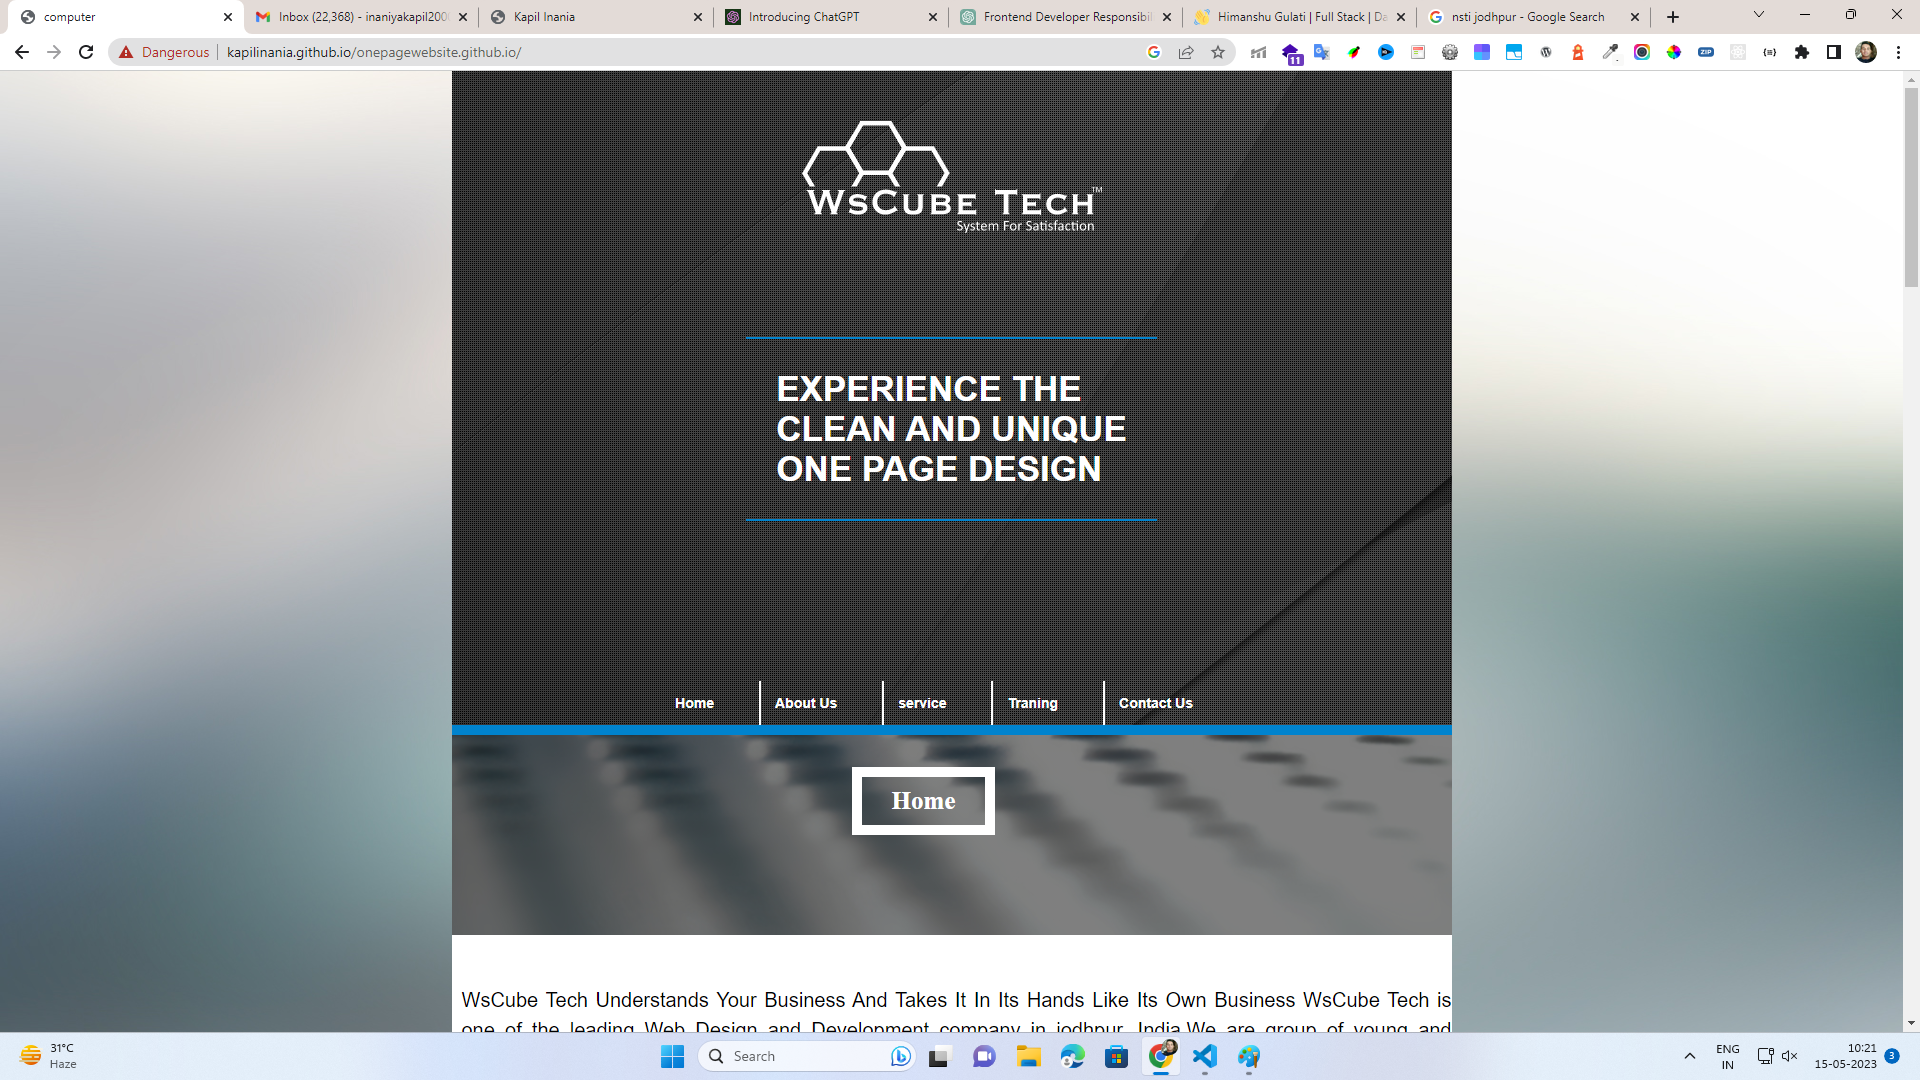 computer
Inbox (22,368) - inaniyakapil200
Kapil Inania
Introducing ChatGPT
Frontend Developer Responsibil
Himanshu Gulati | Full Stack | Da
nsti jodhpur - Google Search
Dangerous
kapilinania.github.io/onepagewebsite.github.io/
11
ZIP
WSCUBE TECH™
System For Satisfaction
EXPERIENCE THE
CLEAN AND UNIQUE
ONE PAGE DESIGN
Home
About Us
service
Traning
Contact Us
Home
WsCube Tech Understands Your Business And Takes It In Its Hands Like Its Own Business WsCube Tech is
one of the leading Web Design and Development company in jodhpur, India.We are group of young and
31°C
Haze
Search
ENG
IN
10:21
15-05-2023
3